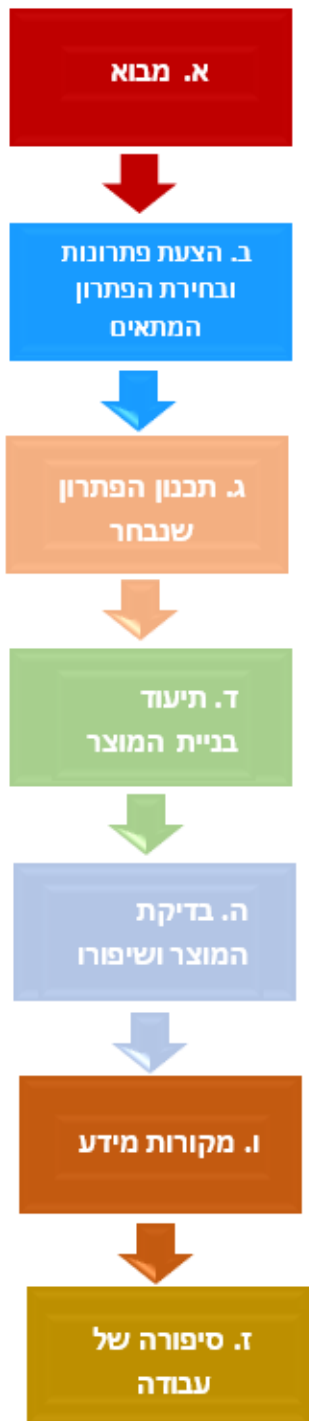 א. מבוא
ב. הצעת פתרונות
ובחירת הפתרון
המתאים
ג. תכנון הפתרון
שנבחר
ד. תיעוד
בניית המוצר
ה. בדיקת
המוצר ושיפורו
ו. מקורות מידע
ז. סיפורה של
עבודה